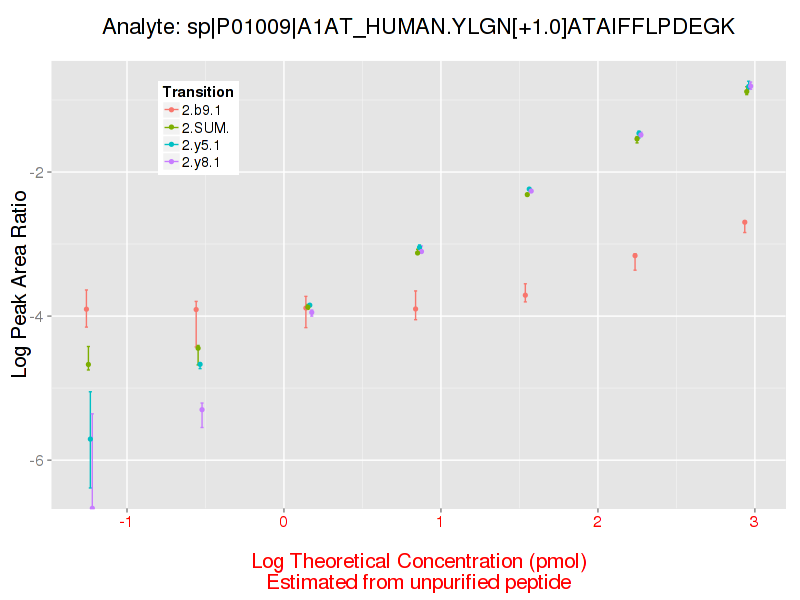 Analyte: sp|P01009|A1AT_HUMAN.YLGN[+1.0]ATAIFFLPDEGK
Transition
2.b9.1
2.SUM.
2.y5.1
2.y8.1
Log Peak Area Ratio
-2
-4
-6
-1
0
1
2
3
Log Theoretical Concentration (pmol)
Estimated from unpurified peptide